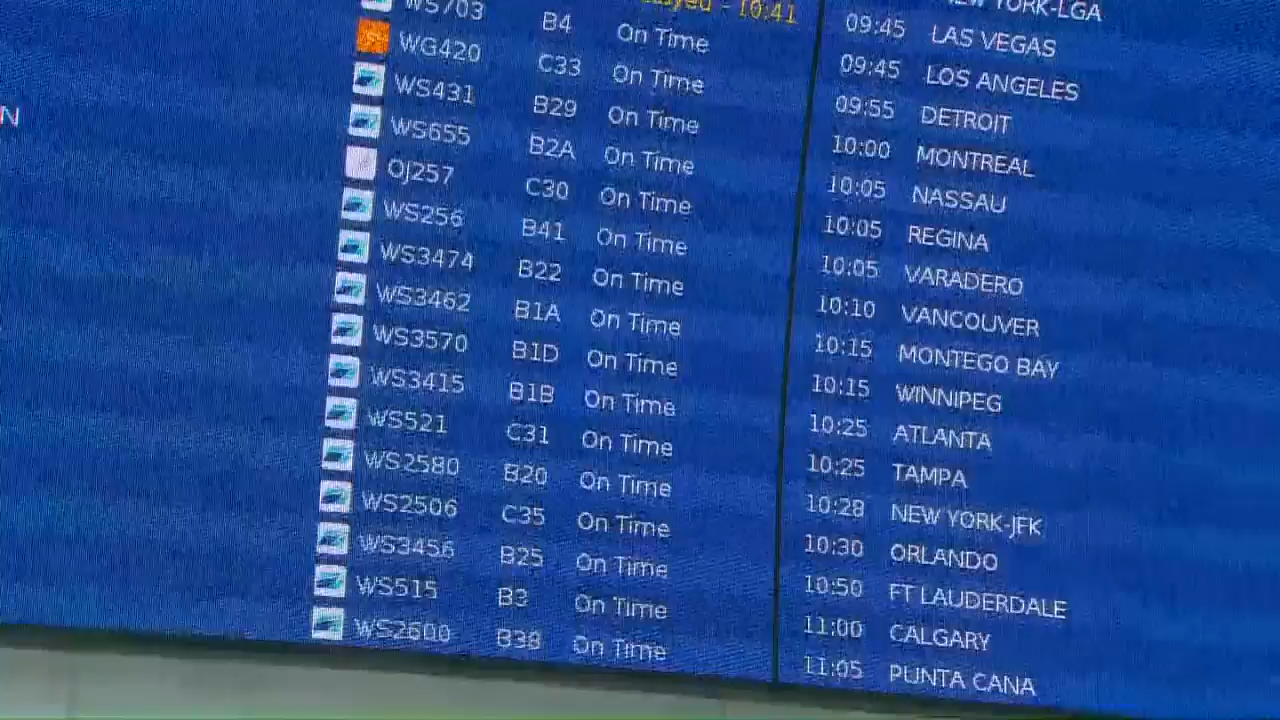 N
WS703 B4 On Time
WG420 C33 On Time
WS431 B29 On Time
WS655 B2A On Time
OJ257 C30 On Time
WS256 B41 On Time
WS3474 B22 On Time
WS3462 B1A On Time
WS3570 B1D On Time
WS3415 B1B On Time
WS521 C31 On Time
WS2580 B20 On Time
WS2506 C35 On Time
WS3456 B25 On Time
WS515 B3 On Time
WS2600 B38 On Time
10:41
YORK-LGA
09:45 LAS VEGAS
09:45 LOS ANGELES
09:55 DETROIT
10:00 MONTREAL
10:05 NASSAU
10:05 REGINA
10:05 VARADERO
10:10 VANCOUVER
10:15 MONTEGO BAY
10:15 WINNIPEG
10:25 ATLANTA
10:25 TAMPA
10:28 NEW YORK-JFK
10:30 ORLANDO
10:50 FT LAUDERDALE
11:00 CALGARY
11:05 PUNTA CANA